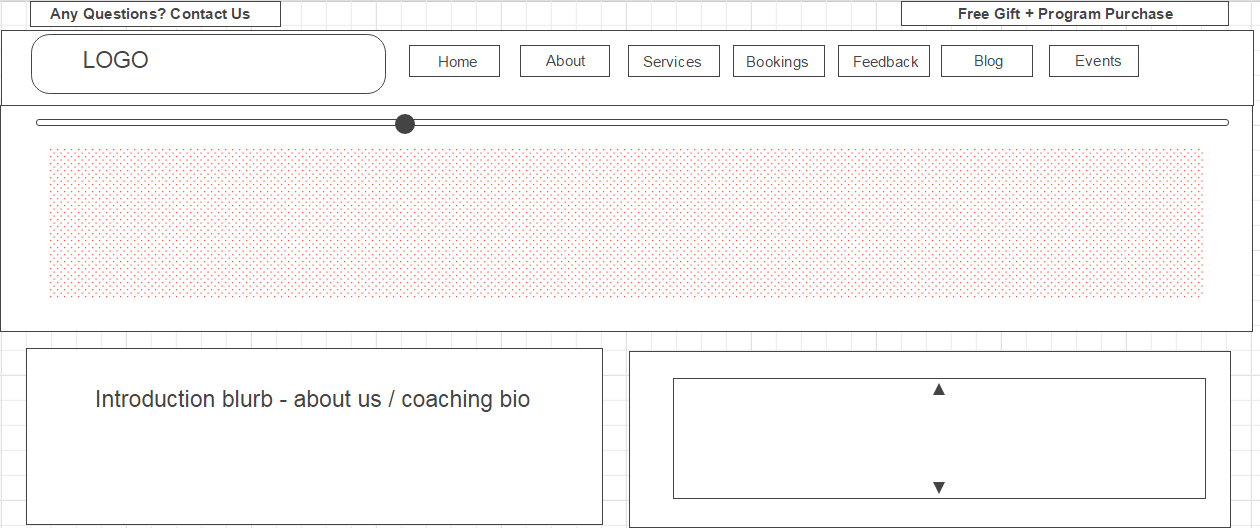 Any Questions? Contact Us
Free Gift + Program Purchase
LOGO
Home
About
Services
Bookings
Feedback
Blog
Events
Introduction blurb - about us / coaching bio